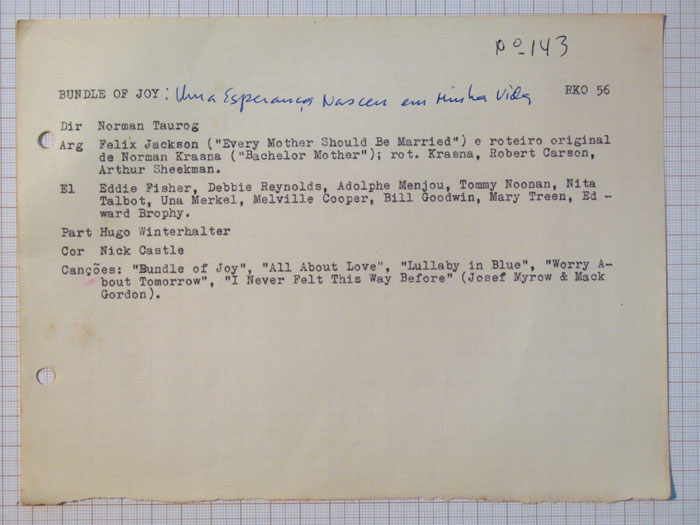 Nº 143
BUNDLE OF JOY: Uma Esperança Nasceu em Minha Vida RKO 56
Dir Norman Taurog
Arg Felix Jackson ("Every Mother Should Be Married") e roteiro original
de Norman Krasna ("Bachelor Mother"); rot. Krasna, Robert Carson,
Arthur Sheekman.
El Eddie Fisher, Debbie Reynolds, Adolphe Menjou, Tommy Noonan, Nita
Talbot, Una Merkel, Melville Cooper, Bill Goodwin, Mary Treen, Ed -
ward Brophy.
Part Hugo Winterhalter
Cor Nick Castle
Canções: "Bundle of Joy", "All About Love", "Lullaby in Blue", "Worry A-
bout Tomorrow", "I Never Felt This Way Before" (Josef Myrow & Mack
Gordon).